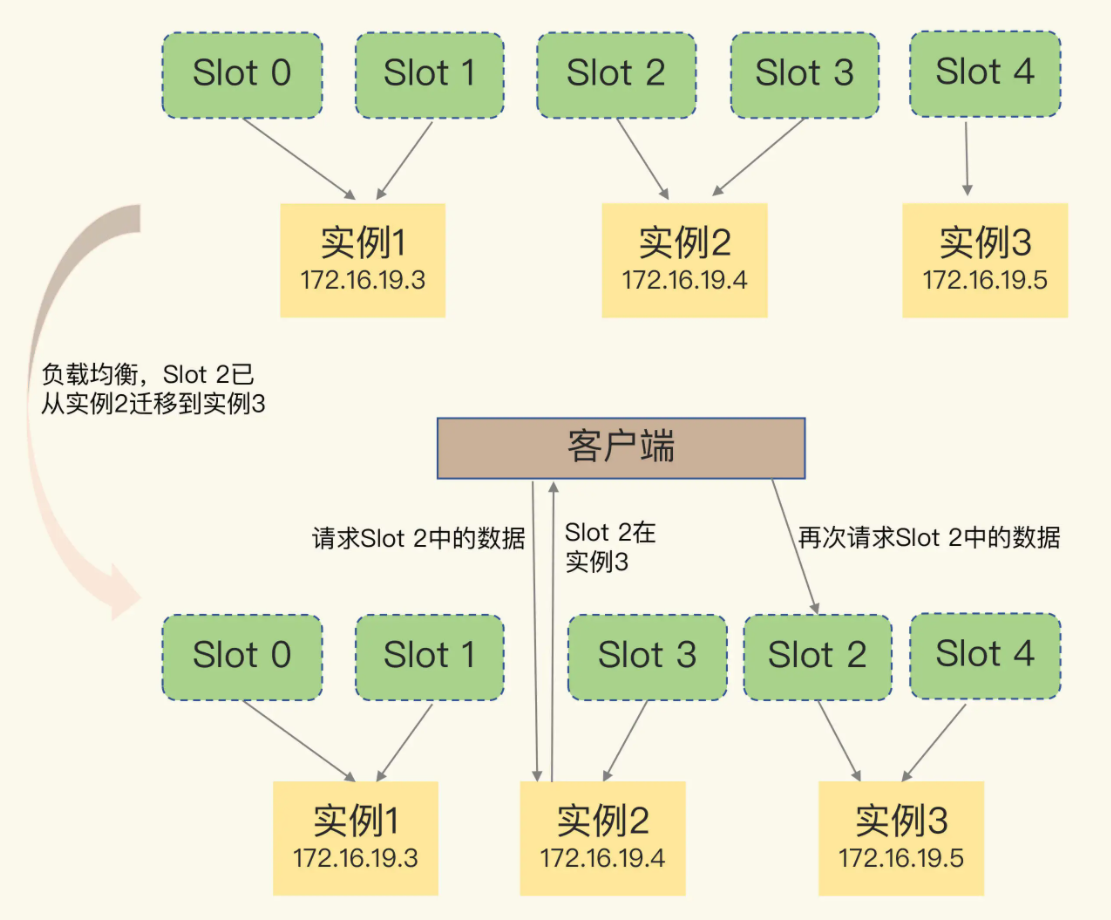 Slot 0
Slot 1
Slot 2
Slot 3
Slot 4
实例1
172.16.19.3
实例2
172.16.19.4
实例3
172.16.19.5
负载均衡，Slot 2已
从实例2迁移到实例3
客户端
请求Slot 2中的数据
Slot 2在
实例3
再次请求Slot 2中的数据
Slot 0
Slot 1
Slot 3
Slot 2
Slot 4
实例1
172.16.19.3
实例2
172.16.19.4
实例3
172.16.19.5